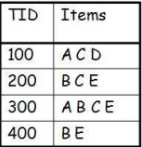 TID Items
100 A C D
200 B C E
300 A B C E
400 B E